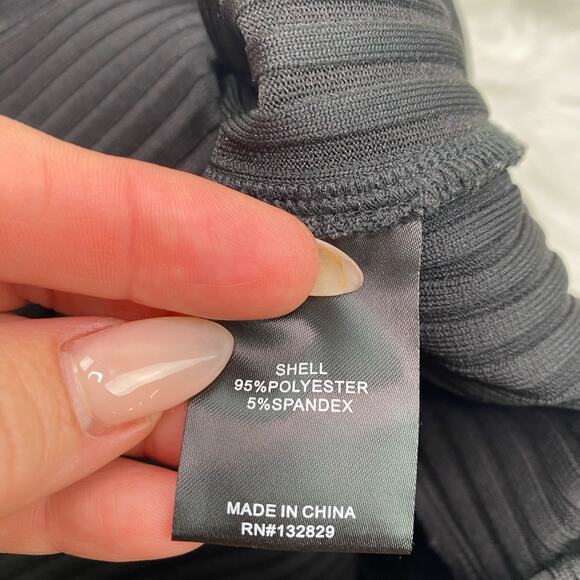 SHELL
95%POLYESTER
5%SPANDEX
MADE IN CHINA
RN#132829